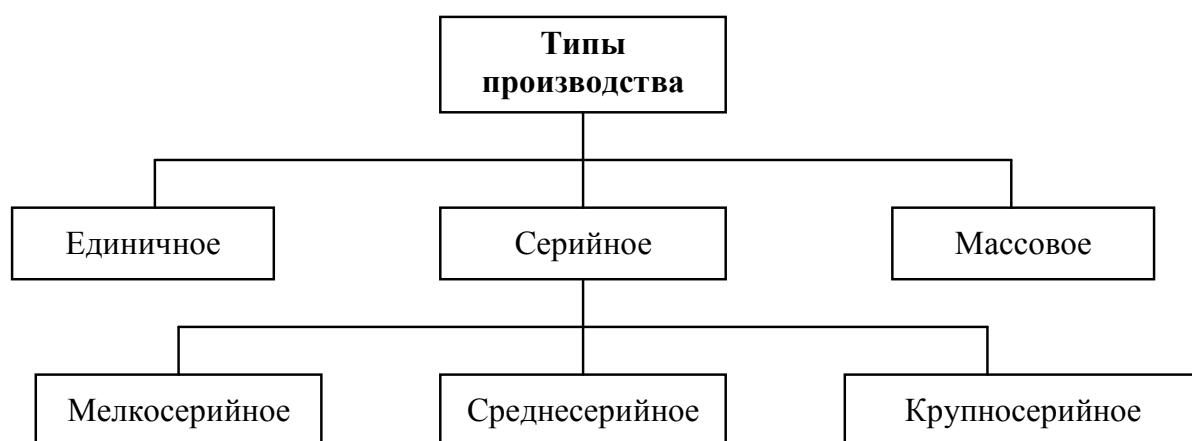 Типы
производства
Единичное
Серийное
Массовое
Мелкосерийное
Среднесерийное
Крупносерийное